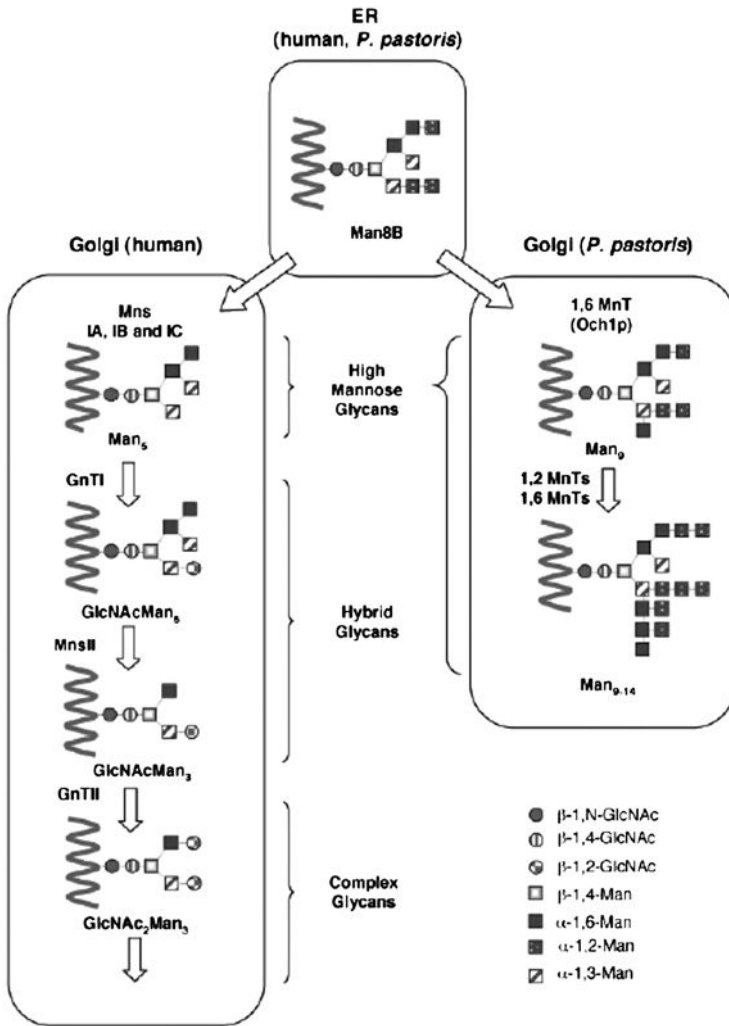 ER
(human, P. pastoris)
Man8B
Golgi (human)
Golgi (P. pastoris)
Mns
IA, IB and IC
Man₅
GnTI
GlcNAcMan₅
MnsII
GlcNAcMan₃
GnTII
GlcNAc₂Man₃
High
Mannose
Glycans
Hybrid
Glycans
Complex
Glycans
1,6 MnT
(Och1p)
Man₉
1,2 MnTs
1,6 MnTs
Man₉₋₁₄
β-1,N-GlcNAc
β-1,4-GlcNAc
β-1,2-GlcNAc
β-1,4-Man
α-1,6-Man
α-1,2-Man
α-1,3-Man